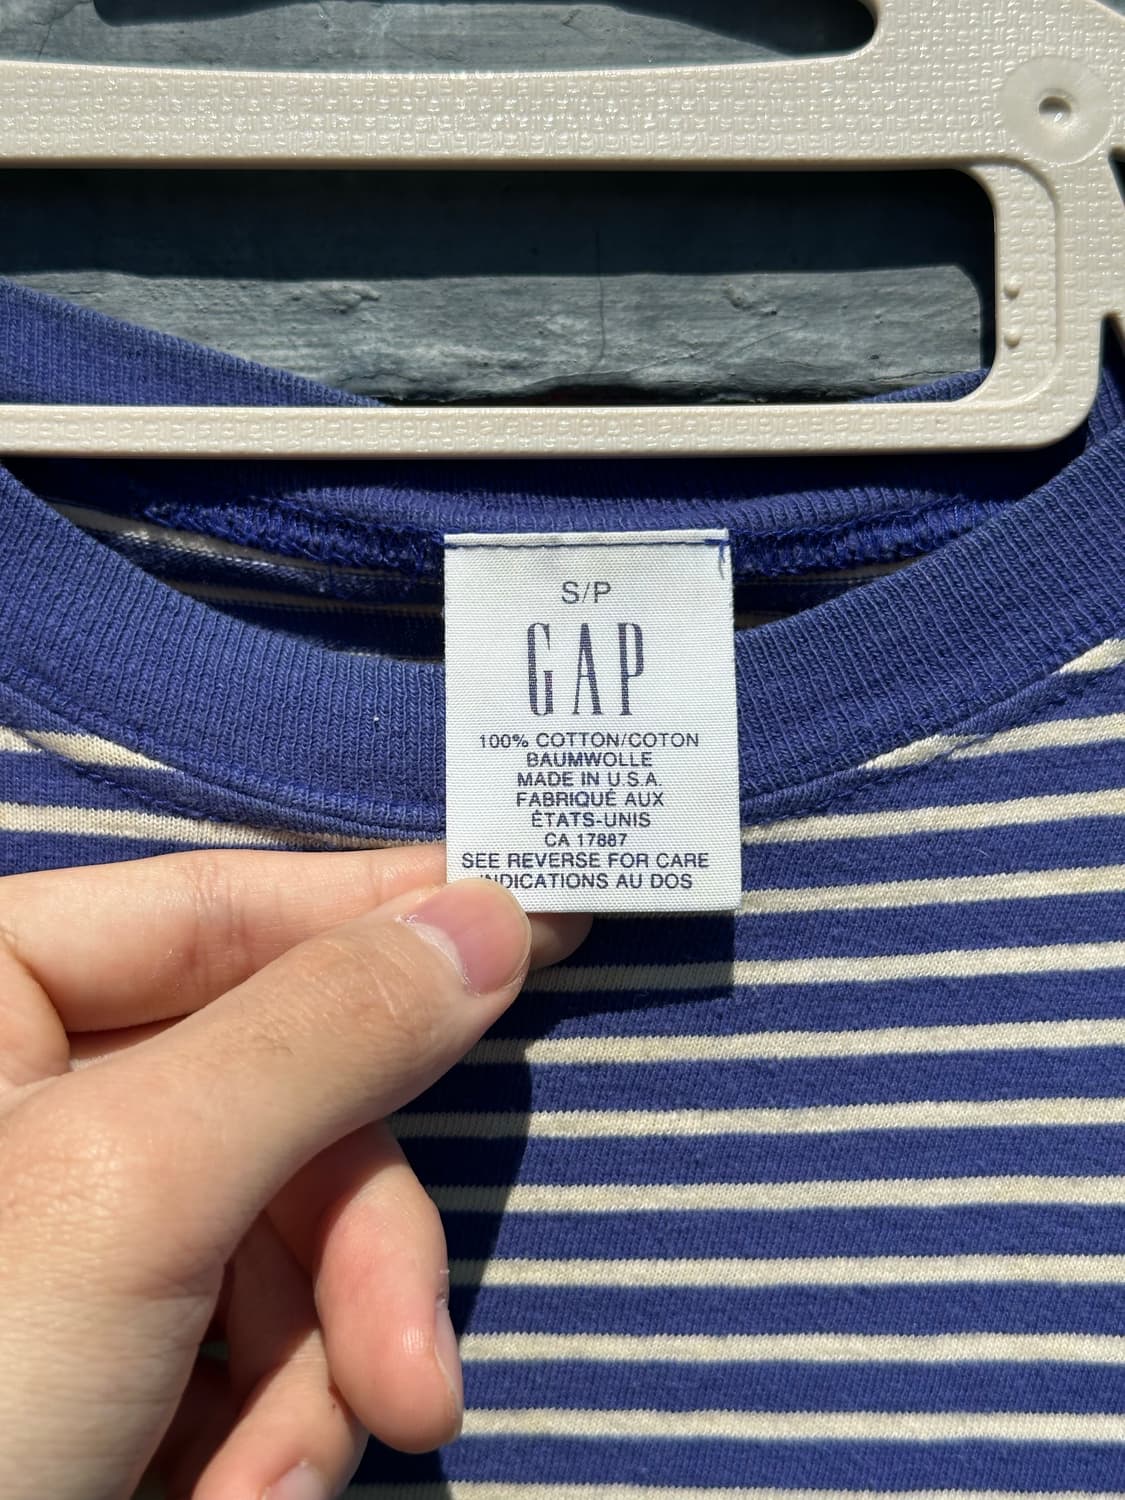 S/P
GAP
100% COTTON/COTON
BAUMWOLLE
MADE IN U.S.A.
FABRIQUÉ AUX
ÉTATS-UNIS
CA 17887
SEE REVERSE FOR CARE
INDICATIONS AU DOS